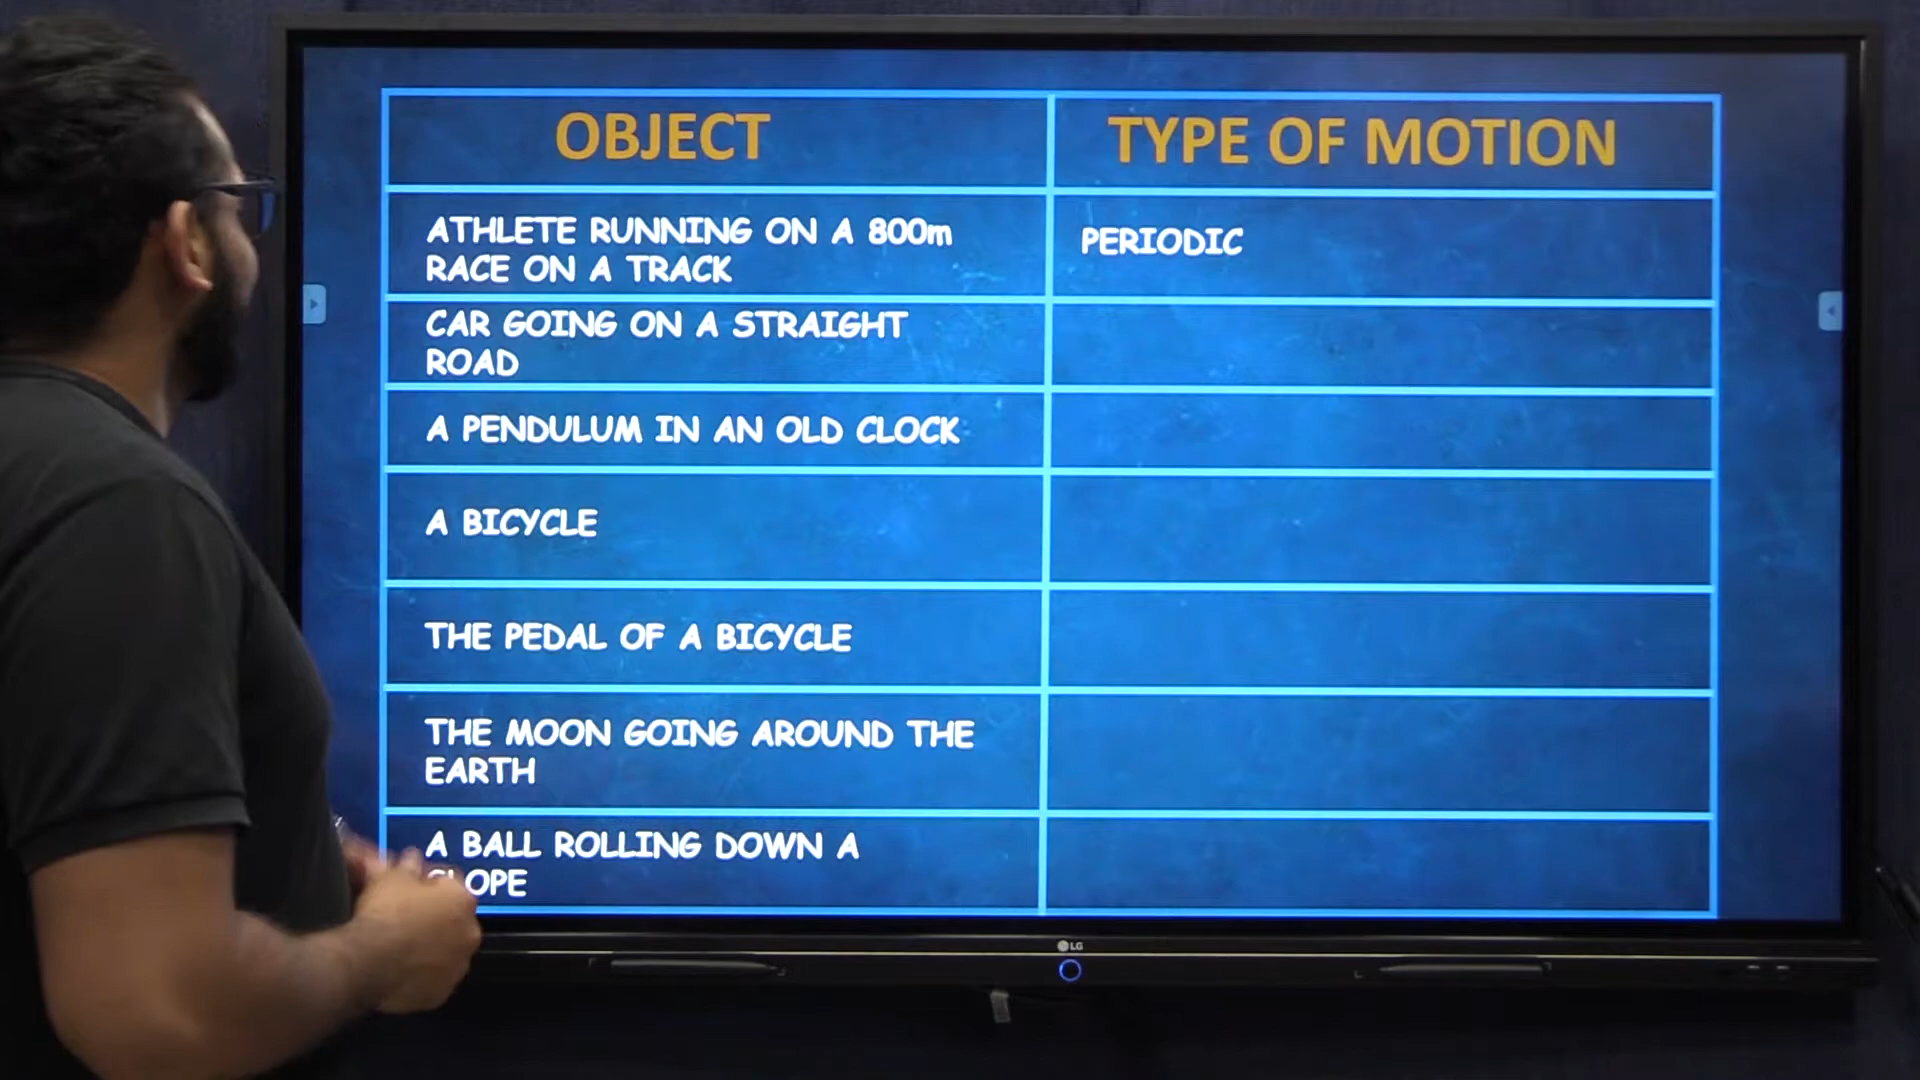 OBJECT
TYPE OF MOTION
ATHLETE RUNNING ON A 800m
RACE ON A TRACK
PERIODIC
CAR GOING ON A STRAIGHT
ROAD
A PENDULUM IN AN OLD CLOCK
A BICYCLE
THE PEDAL OF A BICYCLE
THE MOON GOING AROUND THE
EARTH
A BALL ROLLING DOWN A
SLOPE
LG